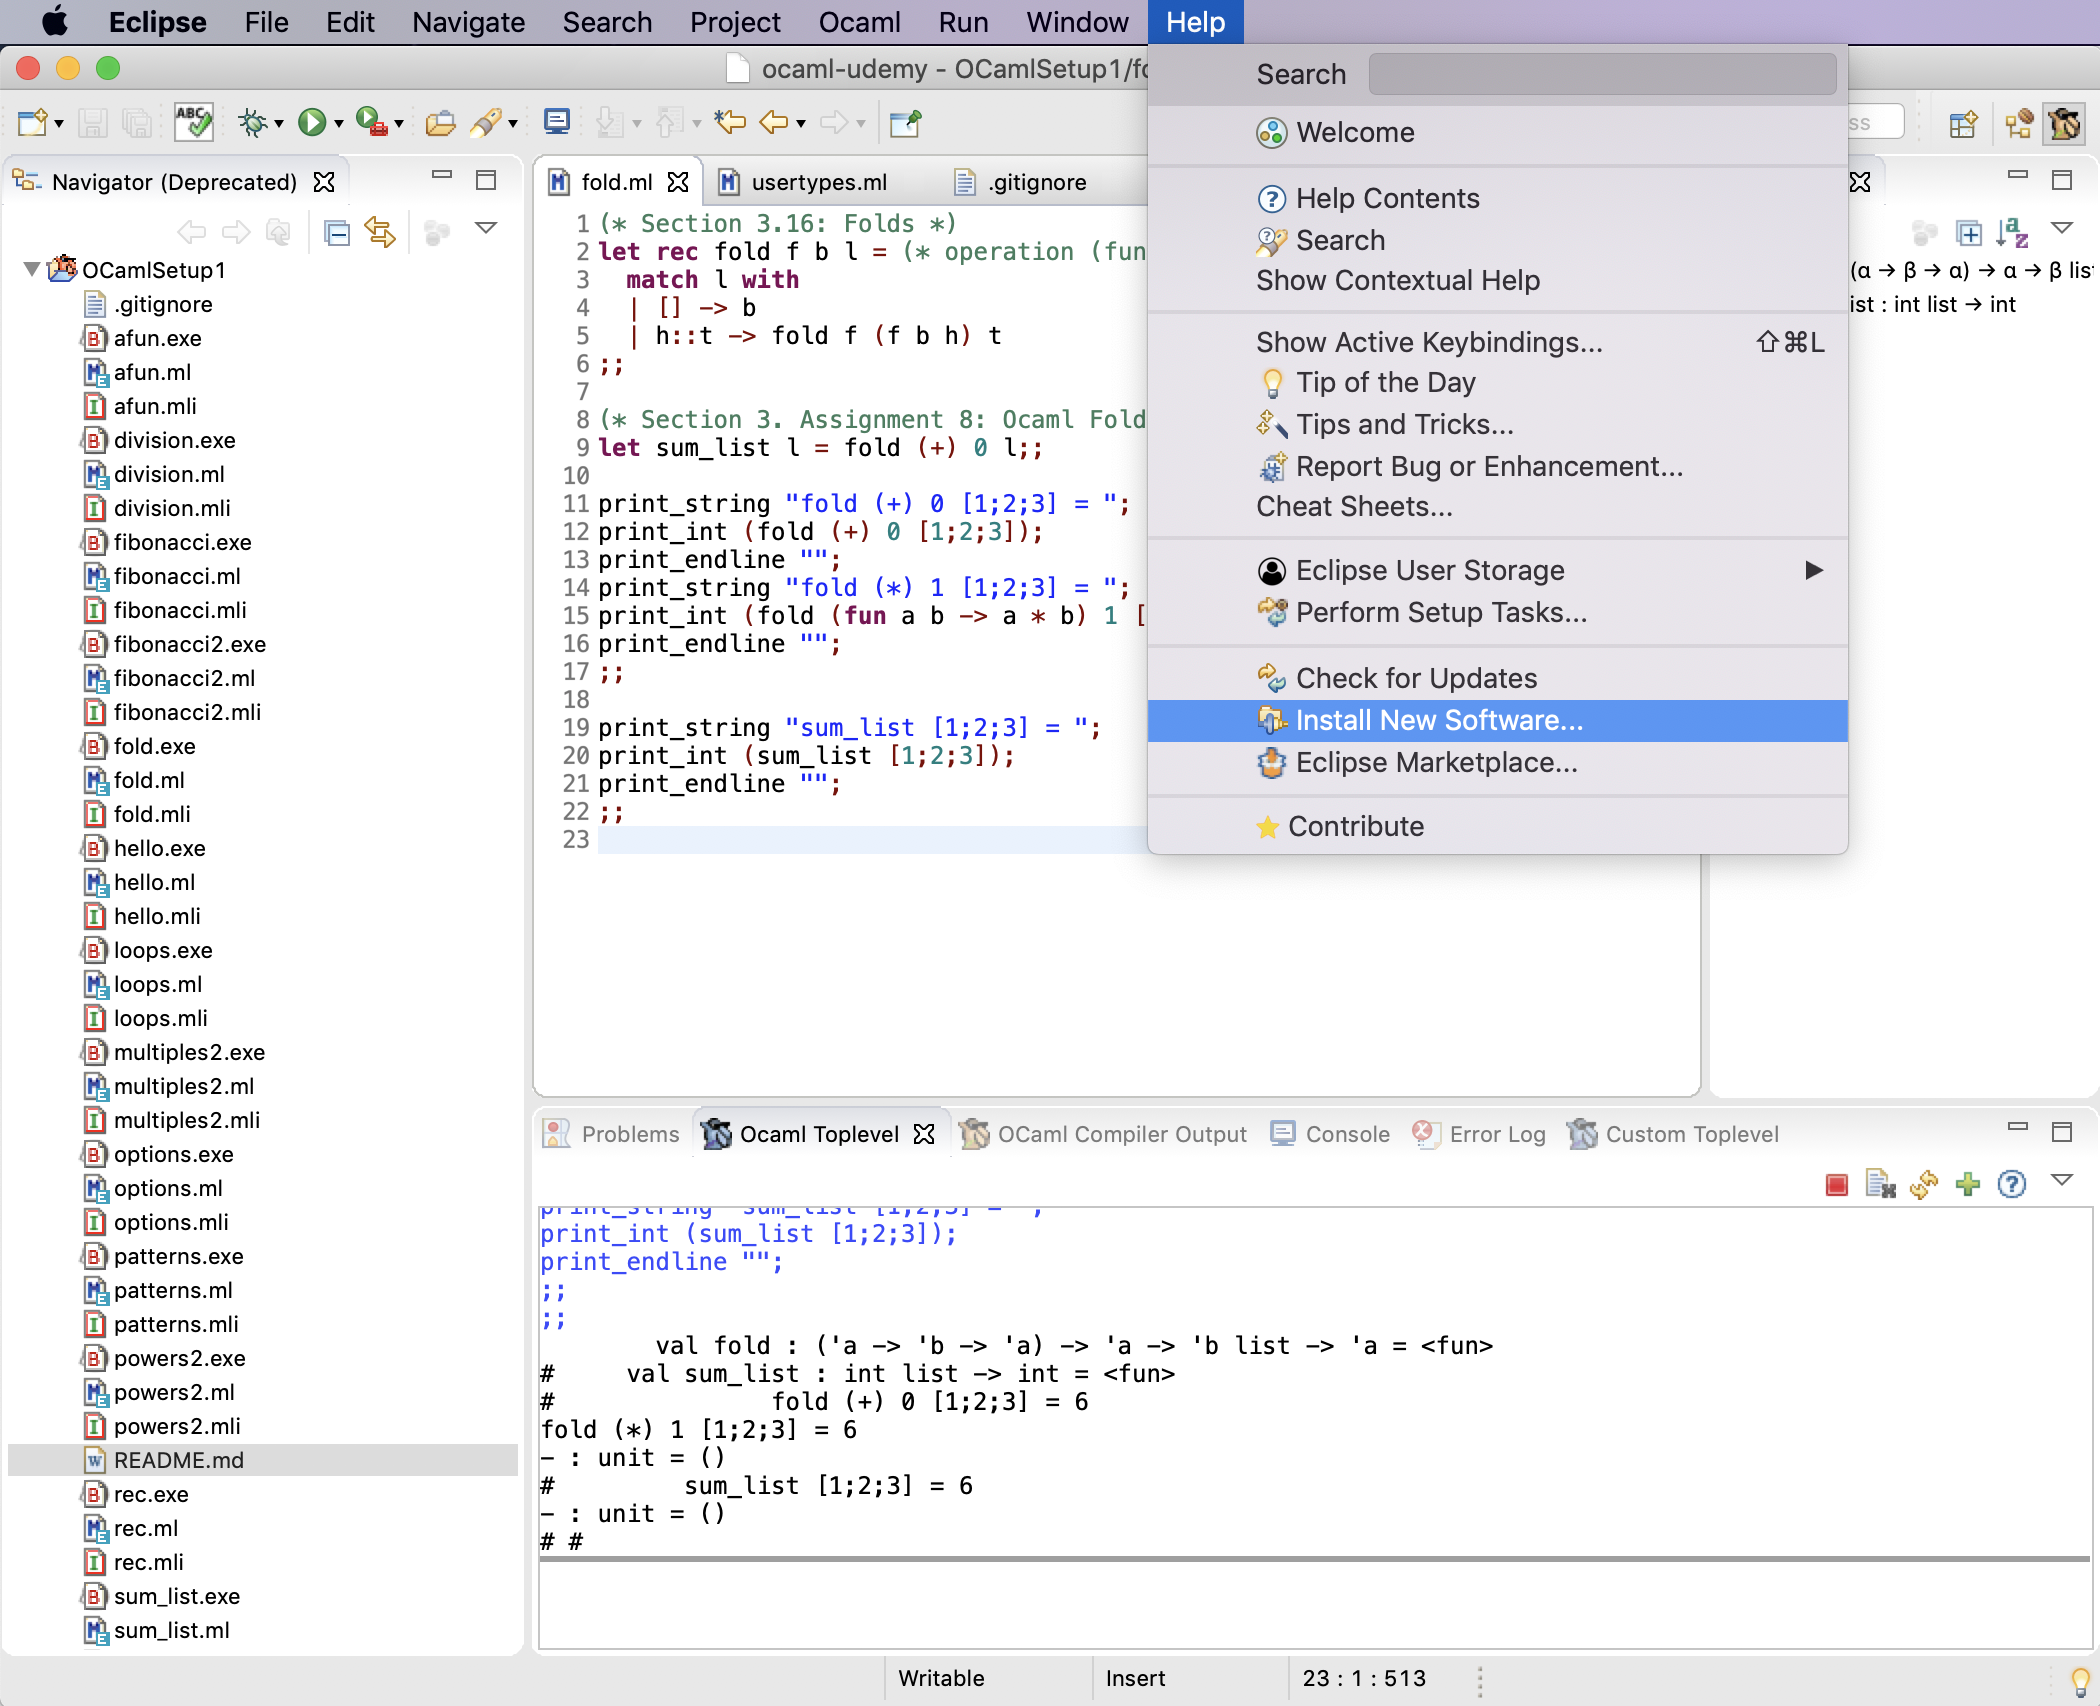 Eclipse File Edit Navigate Search Project Ocaml Run Window Help
ocaml-udemy - OCamlSetup1/fo
Search
Welcome
Help Contents
Search
Show Contextual Help
Show Active Keybindings... ⇧⌘L
Tip of the Day
Tips and Tricks...
Report Bug or Enhancement...
Cheat Sheets...
Eclipse User Storage
Perform Setup Tasks...
Check for Updates
Install New Software...
Eclipse Marketplace...
Contribute
ABC
Navigator (Deprecated)
OCamlSetup1
.gitignore
afun.exe
afun.ml
afun.mli
division.exe
division.ml
division.mli
fibonacci.exe
fibonacci.ml
fibonacci.mli
fibonacci2.exe
fibonacci2.ml
fibonacci2.mli
fold.exe
fold.ml
fold.mli
hello.exe
hello.ml
hello.mli
loops.exe
loops.ml
loops.mli
multiples2.exe
multiples2.ml
multiples2.mli
options.exe
options.ml
options.mli
patterns.exe
patterns.ml
patterns.mli
powers2.exe
powers2.ml
powers2.mli
README.md
rec.exe
rec.ml
rec.mli
sum_list.exe
sum_list.ml
fold.ml usertypes.ml .gitignore
1 (* Section 3.16: Folds *)
2 let rec fold f b l = (* operation (fun
3   match l with
4   | [] -> b
5   | h::t -> fold f (f b h) t
6 ;;
7
8 (* Section 3. Assignment 8: Ocaml Fold
9 let sum_list l = fold (+) 0 l;;
10
11 print_string "fold (+) 0 [1;2;3] = ";
12 print_int (fold (+) 0 [1;2;3]);
13 print_endline "";
14 print_string "fold (*) 1 [1;2;3] = ";
15 print_int (fold (fun a b -> a * b) 1 [
16 print_endline "";
17 ;;
18
19 print_string "sum_list [1;2;3] = ";
20 print_int (sum_list [1;2;3]);
21 print_endline "";
22 ;;
23
ss
(α → β → α) → α → β lis
ist : int list → int
Problems Ocaml Toplevel OCaml Compiler Output Console Error Log Custom Toplevel
print_string "sum_list [1;2;3] = ";
print_int (sum_list [1;2;3]);
print_endline "";
;;
;;
val fold : ('a -> 'b -> 'a) -> 'a -> 'b list -> 'a = <fun>
# val sum_list : int list -> int = <fun>
# fold (+) 0 [1;2;3] = 6
fold (*) 1 [1;2;3] = 6
- : unit = ()
# sum_list [1;2;3] = 6
- : unit = ()
# #
Writable Insert 23 : 1 : 513